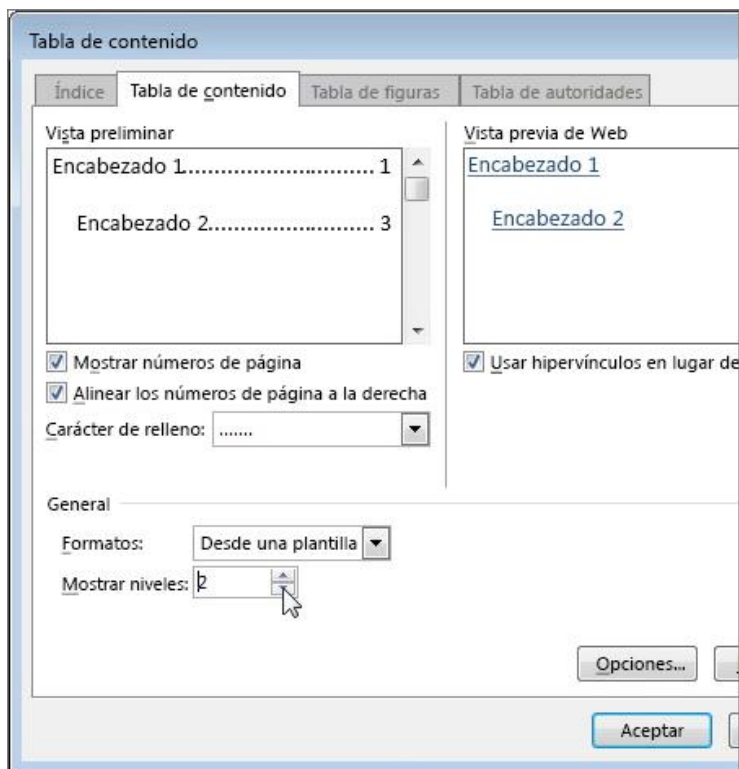 Tabla de contenido
Índice Tabla de contenido Tabla de figuras Tabla de autoridades
Vista preliminar
Encabezado 1........................... 1
Encabezado 2........................ 3
Mostrar números de página
Alinear los números de página a la derecha
Carácter de relleno: .......
Vista previa de Web
Encabezado 1
Encabezado 2
Usar hipervínculos en lugar de
General
Formatos: Desde una plantilla
Mostrar niveles: 2
Opciones...
Aceptar